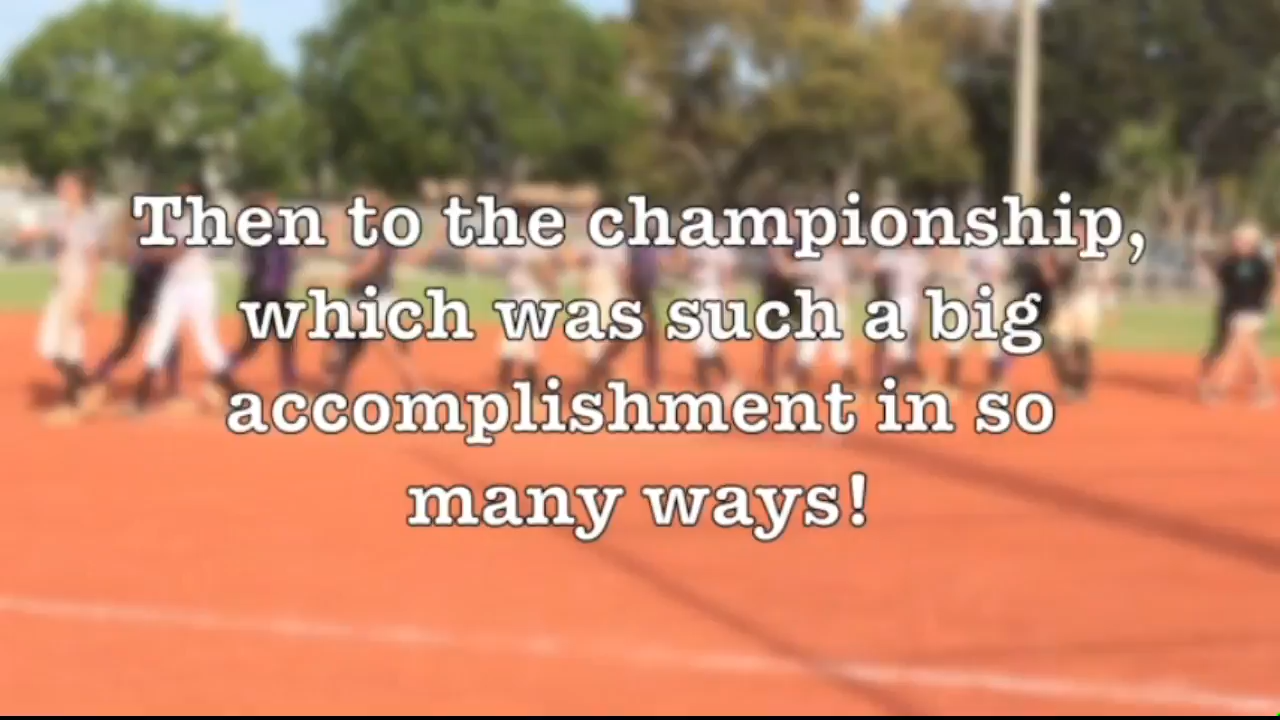 Then to the championship,
which was such a big
accomplishment in so
many ways!